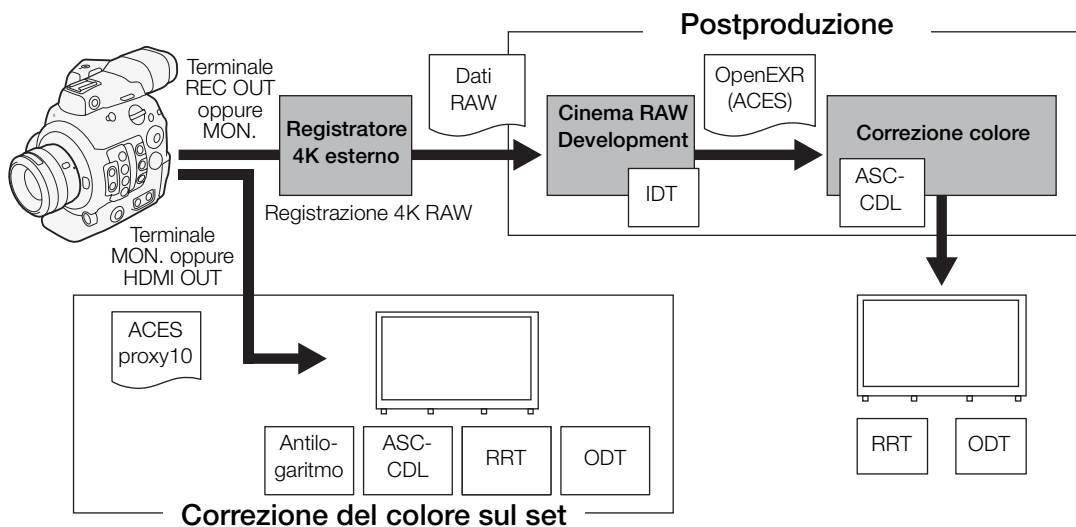 Postproduzione
Terminale
REC OUT
oppure
MON.
Registratore
4K esterno
Registrazione 4K RAW
Dati
RAW
Cinema RAW
Development
IDT
OpenEXR
(ACES)
Correzione colore
ASC-
CDL
Terminale
MON. oppure
HDMI OUT
ACES
proxy10
Antilo-
garitmo
ASC-
CDL
RRT
ODT
Correzione del colore sul set
RRT
ODT